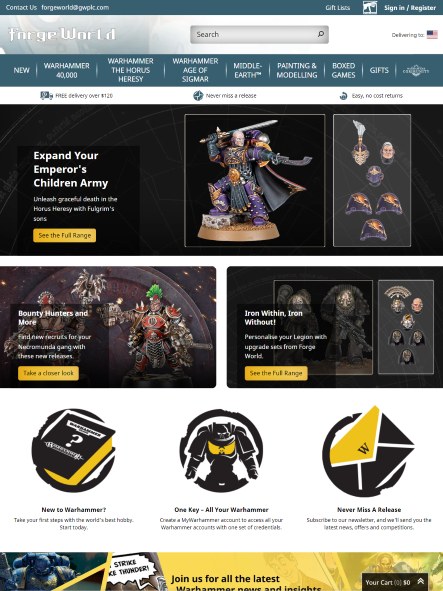 Contact Us forgeworld@gwplc.com
Gift Lists
Sign in / Register
Forge World
Search
Delivering to:
NEW
WARHAMMER
40,000
WARHAMMER
THE HORUS
HERESY
WARHAMMER
AGE OF
SIGMAR
MIDDLE-
EARTH™
PAINTING &
MODELLING
BOXED
GAMES
GIFTS
FREE delivery over $120
Never miss a release
Easy, no cost returns
Expand Your
Emperor's
Children Army
Unleash graceful death in the
Horus Heresy with Fulgrim's
sons
See the Full Range
Bounty Hunters and
More
Find new recruits for your
Necromunda gang with
these new releases.
Take a closer look
Iron Within, Iron
Without!
Personalise your Legion with
upgrade sets from Forge
World.
See the Full Range
WARHAMMER
?
W
New to Warhammer?
Take your first steps with the world's best hobby.
Start today.
One Key – All Your Warhammer
Create a MyWarhammer account to access all your
Warhammer accounts with one set of credentials.
Never Miss A Release
Subscribe to our newsletter, and we'll send you the
latest news, offers and competitions.
STRIKE
LIKE THUNDER!
Join us for all the latest
Warhammer news and insights
Your Cart (0) $0